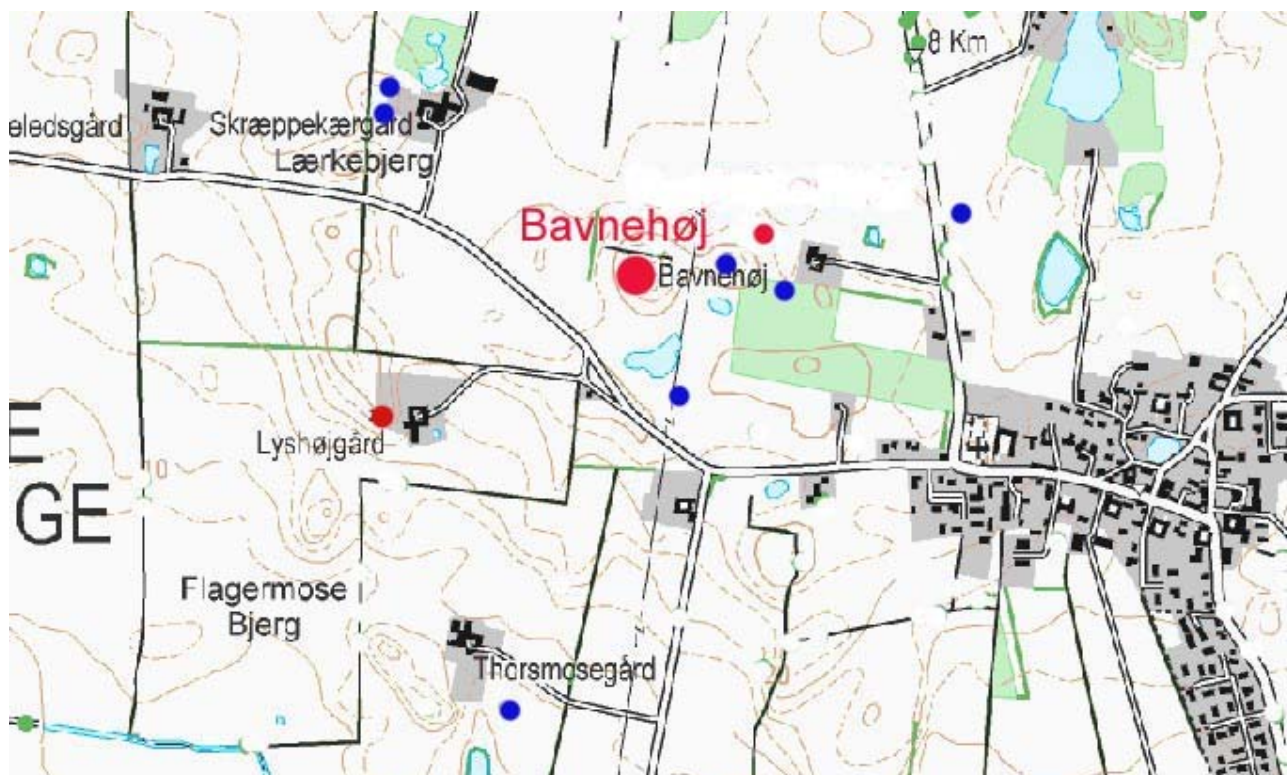 8 Km
eledsgård
Skræppekærgård
Lærkebjerg
Bavnehøj
Bavnehøj
Lyshøjgård
E
GE
Flagermose
Bjerg
Thorsmosegård